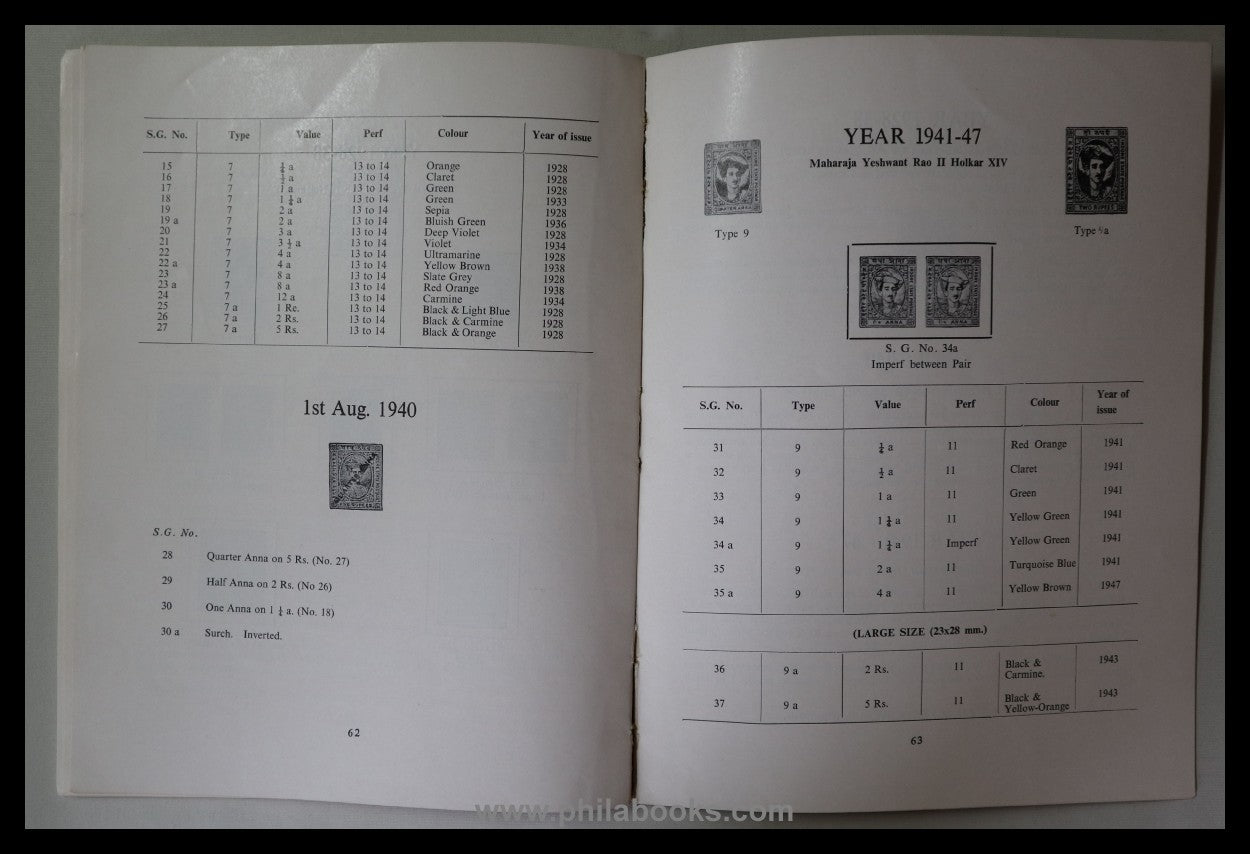 S.G. No. Type Value Perf Colour Year of issue
15 7 ¼ a 13 to 14 Orange 1928
16 7 ½ a 13 to 14 Claret 1928
17 7 1 a 13 to 14 Green 1928
18 7 1 ¼ a 13 to 14 Green 1933
19 7 2 a 13 to 14 Sepia 1928
19 a 7 2 a 13 to 14 Bluish Green 1936
20 7 3 a 13 to 14 Deep Violet 1928
21 7 3 ½ a 13 to 14 Violet 1934
22 7 4 a 13 to 14 Ultramarine 1928
22 a 7 4 a 13 to 14 Yellow Brown 1938
23 7 8 a 13 to 14 Slate Grey 1928
23 a 7 8 a 13 to 14 Red Orange 1938
24 7 12 a 13 to 14 Carmine 1934
25 7 a 1 Re. 13 to 14 Black & Light Blue 1928
26 7 a 2 Rs. 13 to 14 Black & Carmine 1928
27 7 a 5 Rs. 13 to 14 Black & Orange 1928
1st Aug. 1940
QUARTER ANNA
S.G. No.
28 Quarter Anna on 5 Rs. (No. 27)
29 Half Anna on 2 Rs. (No 26)
30 One Anna on 1 ¼ a. (No. 18)
30 a Surch. Inverted.
62
YEAR 1941-47
Maharaja Yeshwant Rao II Holkar XIV
QUARTER ANNA
Type 9
TWO RUPEES
Type 9a
S. G. No. 34a
Imperf between Pair
S.G. No. Type Value Perf Colour Year of
issue
31 9 ¼ a 11 Red Orange 1941
32 9 ½ a 11 Claret 1941
33 9 1 a 11 Green 1941
34 9 1 ¼ a 11 Yellow Green 1941
34 a 9 1 ¼ a Imperf Yellow Green 1941
35 9 2 a 11 Turquoise Blue 1941
35 a 9 4 a 11 Yellow Brown 1947
(LARGE SIZE (23x28 mm.)
36 9 a 2 Rs. 11 Black &
Carmine. 1943
37 9 a 5 Rs. 11 Black &
Yellow-Orange 1943
63
www.philabooks.com